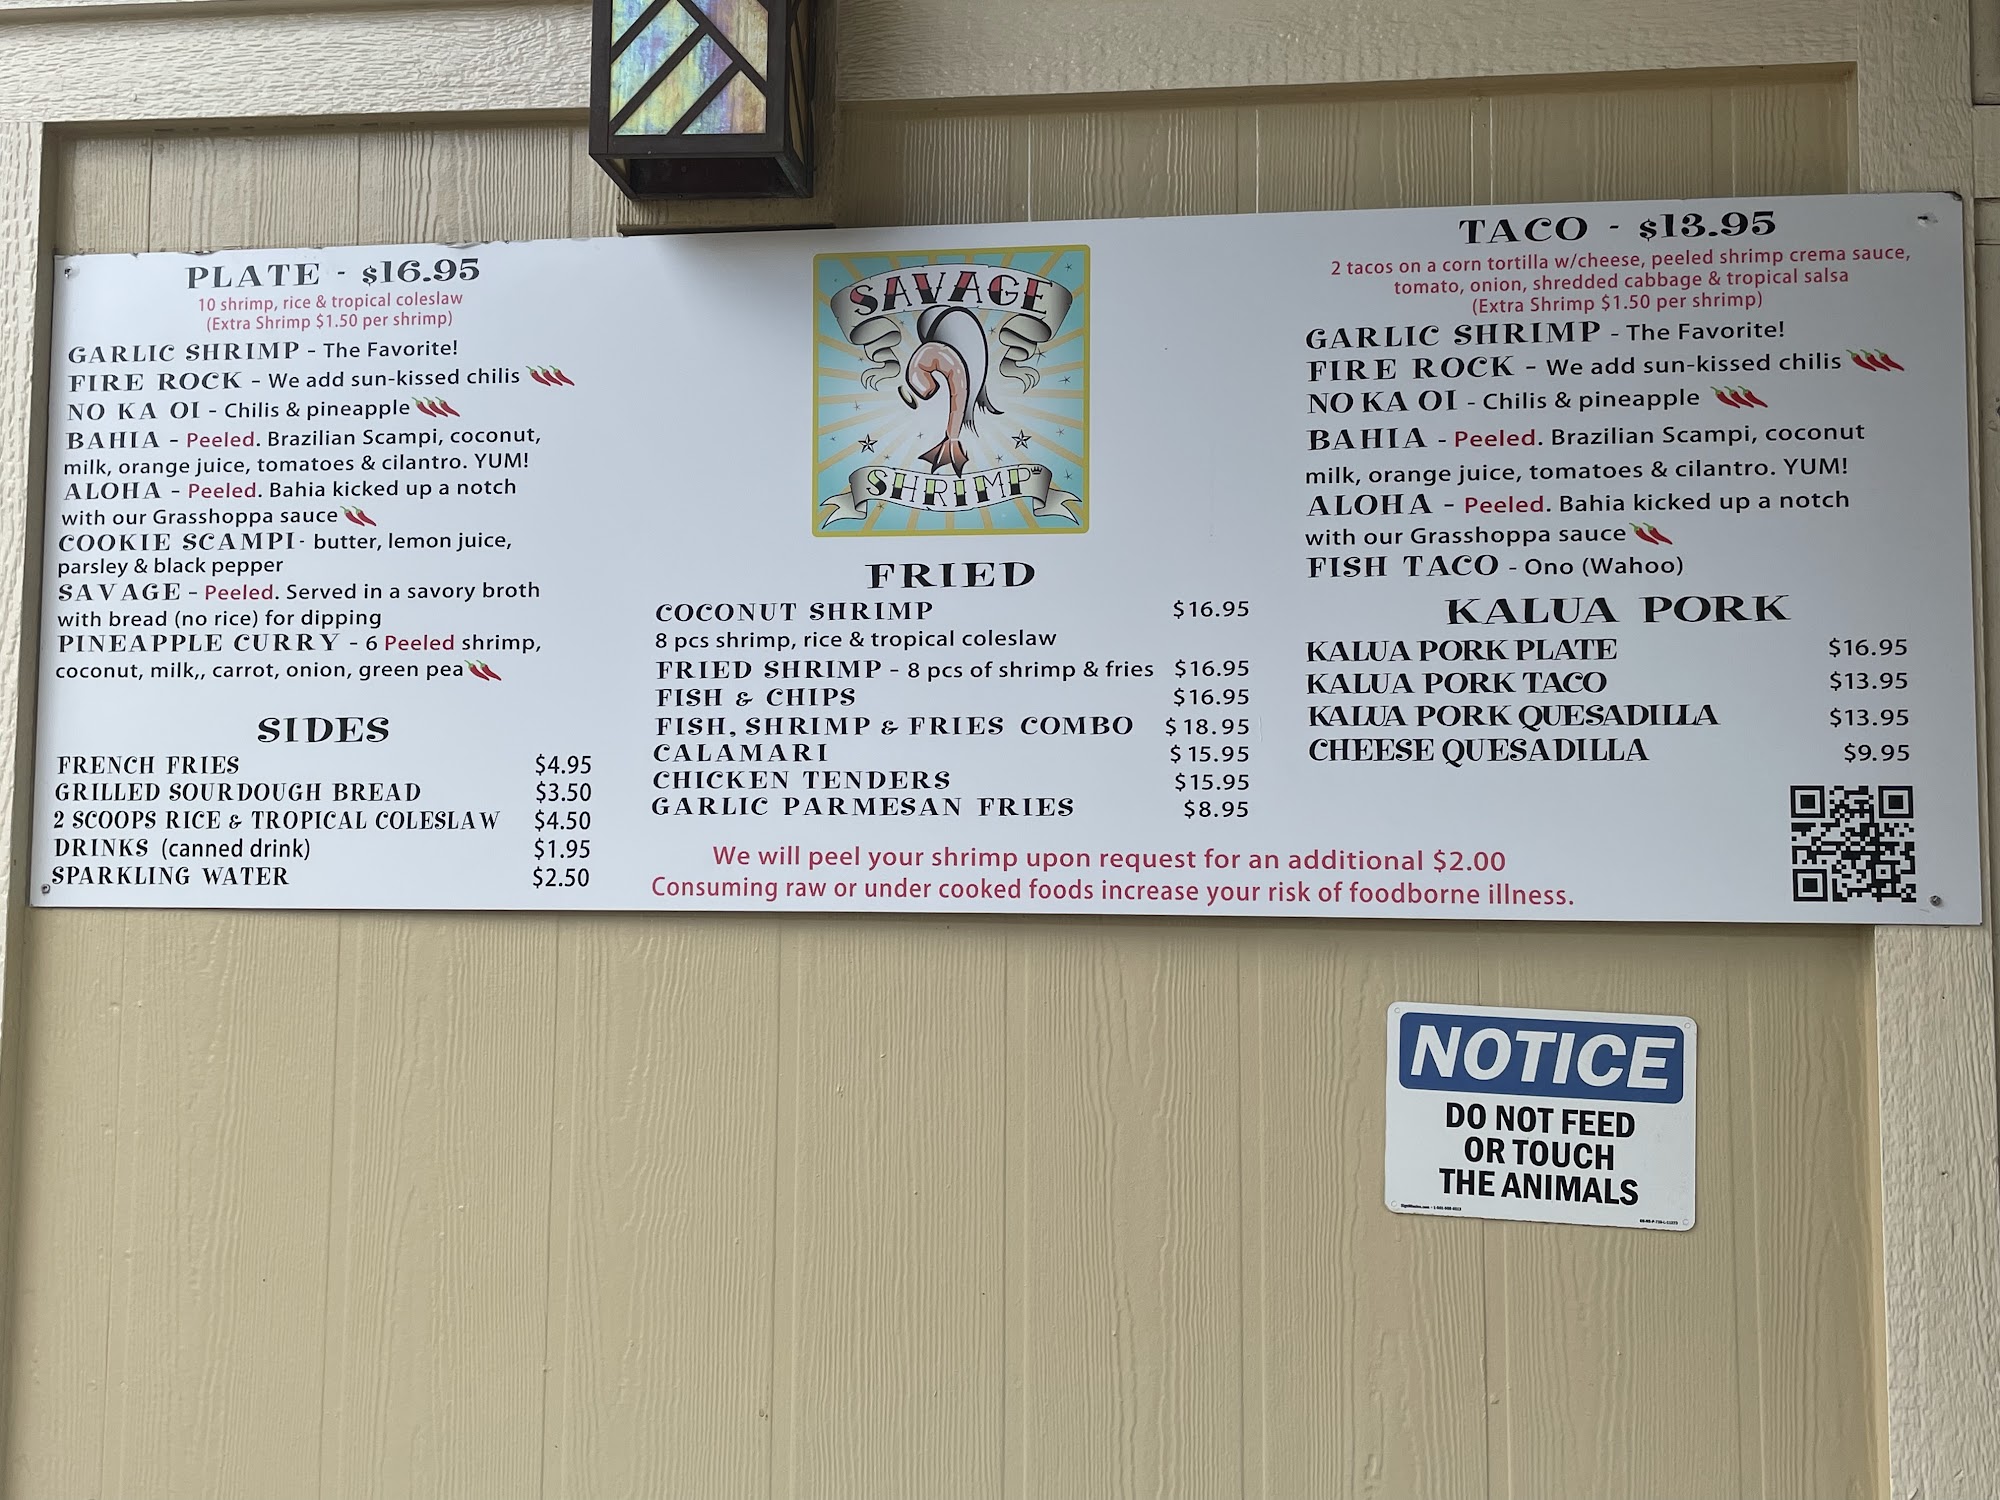 PLATE - $16.95
10 shrimp, rice & tropical coleslaw
(Extra Shrimp $1.50 per shrimp)
GARLIC SHRIMP - The Favorite!
FIRE ROCK - We add sun-kissed chilis
NO KA OI - Chilis & pineapple
BAHIA - Peeled. Brazilian Scampi, coconut,
milk, orange juice, tomatoes & cilantro. YUM!
ALOHA - Peeled. Bahia kicked up a notch
with our Grasshoppa sauce
COOKIE SCAMPI- butter, lemon juice,
parsley & black pepper
SAVAGE - Peeled. Served in a savory broth
with bread (no rice) for dipping
PINEAPPLE CURRY - 6 Peeled shrimp,
coconut, milk,, carrot, onion, green pea
SIDES
FRENCH FRIES $4.95
GRILLED SOURDOUGH BREAD $3.50
2 SCOOPS RICE & TROPICAL COLESLAW $4.50
DRINKS (canned drink) $1.95
SPARKLING WATER $2.50
SAVAGE
SHRIMP
FRIED
COCONUT SHRIMP $16.95
8 pcs shrimp, rice & tropical coleslaw
FRIED SHRIMP - 8 pcs of shrimp & fries $16.95
FISH & CHIPS $16.95
FISH, SHRIMP & FRIES COMBO $18.95
CALAMARI $15.95
CHICKEN TENDERS $15.95
GARLIC PARMESAN FRIES $8.95
We will peel your shrimp upon request for an additional $2.00
Consuming raw or under cooked foods increase your risk of foodborne illness.
TACO - $13.95
2 tacos on a corn tortilla w/cheese, peeled shrimp crema sauce,
tomato, onion, shredded cabbage & tropical salsa
(Extra Shrimp $1.50 per shrimp)
GARLIC SHRIMP - The Favorite!
FIRE ROCK - We add sun-kissed chilis
NO KA OI - Chilis & pineapple
BAHIA - Peeled. Brazilian Scampi, coconut
milk, orange juice, tomatoes & cilantro. YUM!
ALOHA - Peeled. Bahia kicked up a notch
with our Grasshoppa sauce
FISH TACO - Ono (Wahoo)
KALUA PORK
KALUA PORK PLATE $16.95
KALUA PORK TACO $13.95
KALUA PORK QUESADILLA $13.95
CHEESE QUESADILLA $9.95
NOTICE
DO NOT FEED
OR TOUCH
THE ANIMALS